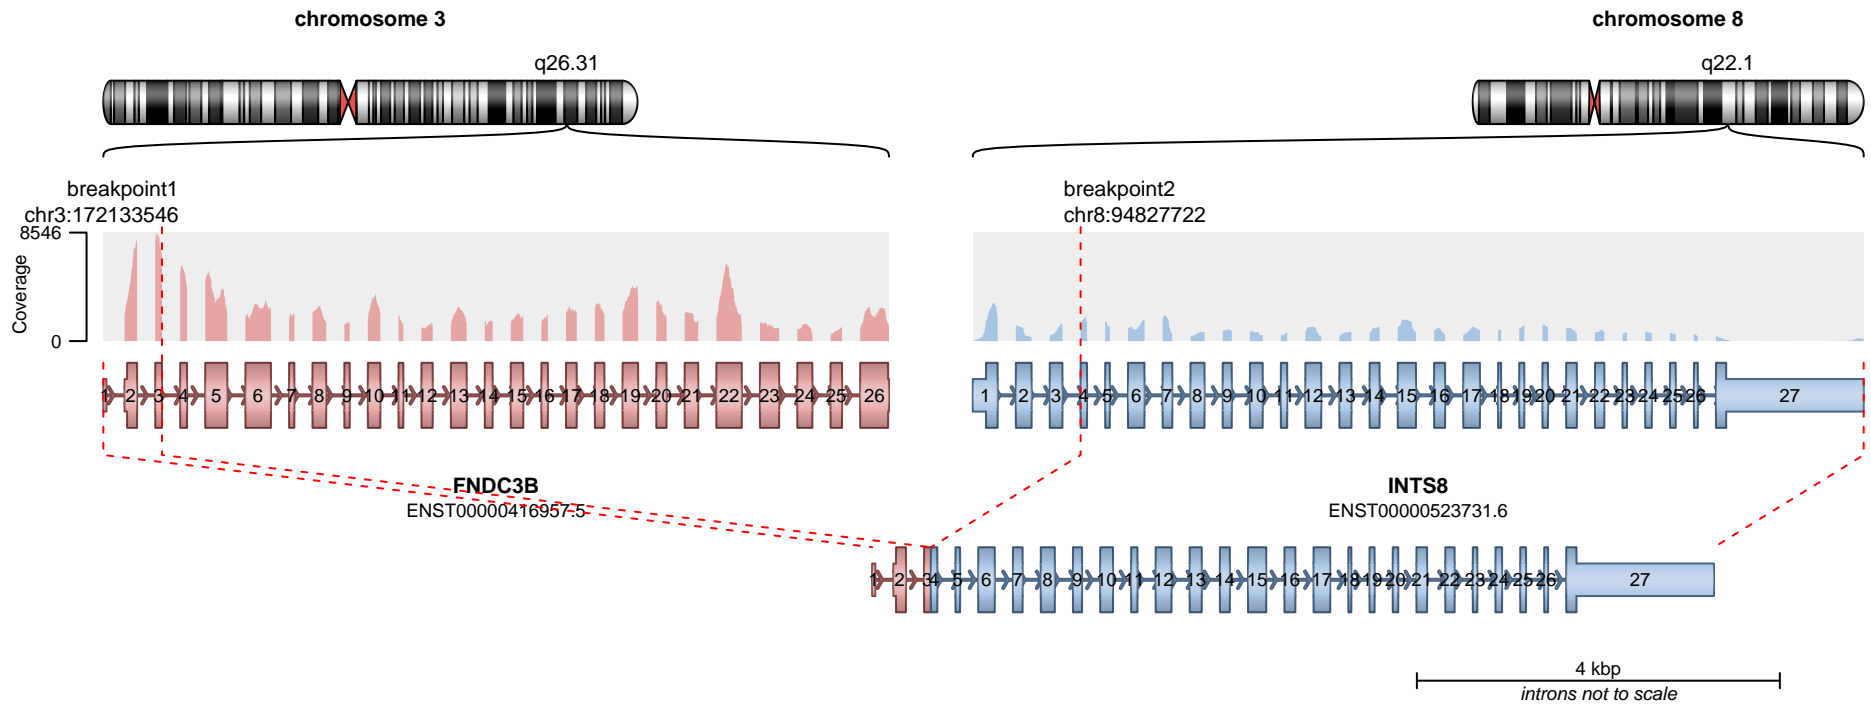 chromosome 3
chromosome 8
q26.31
q22.1
breakpoint1
chr3:172133546
breakpoint2
chr8:94827722
8546
Coverage
0
1 2 3 4 5 6 7 8 9 10 11 12 13 14 15 16 17 18 19 20 21 22 23 24 25 26
1 2 3 4 5 6 7 8 9 10 11 12 13 14 15 16 17 18 19 20 21 22 23 24 25 26 27
FNDC3B
ENST00000416957.5
INTS8
ENST00000523731.6
1 2 3 4 5 6 7 8 9 10 11 12 13 14 15 16 17 18 19 20 21 22 23 24 25 26 27
4 kbp
introns not to scale